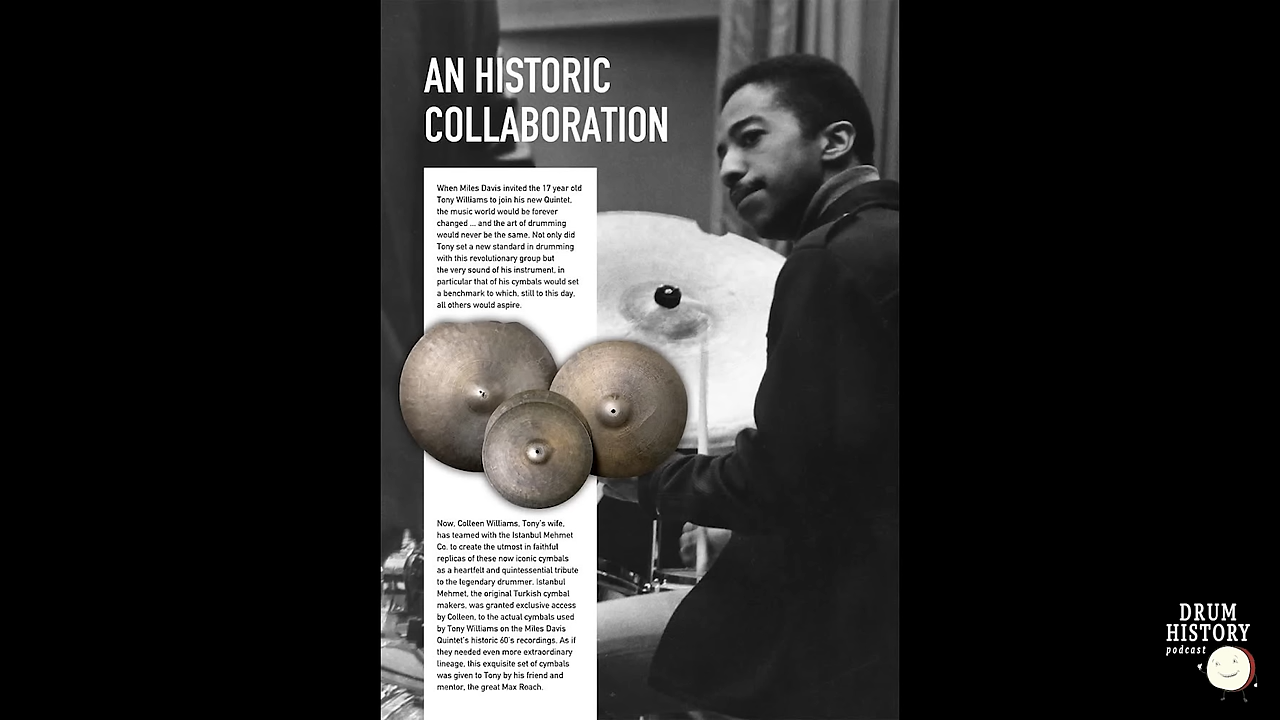 AN HISTORIC
COLLABORATION
When Miles Davis invited the 17 year old
Tony Williams to join his new Quintet,
the music world would be forever
changed ... and the art of drumming
would never be the same. Not only did
Tony set a new standard in drumming
with this revolutionary group but
the very sound of his instrument, in
particular that of his cymbals would set
a benchmark to which, still to this day,
all others would aspire.
Now, Colleen Williams, Tony's wife,
has teamed with the Istanbul Mehmet
Co. to create the utmost in faithful
replicas of these now iconic cymbals
as a heartfelt and quintessential tribute
to the legendary drummer. Istanbul
Mehmet, the original Turkish cymbal
makers, was granted exclusive access
by Colleen, to the actual cymbals used
by Tony Williams on the Miles Davis
Quintet's historic 60's recordings. As if
they needed even more extraordinary
lineage, this exquisite set of cymbals
was given to Tony by his friend and
mentor, the great Max Roach.
DRUM
HISTORY
podcast